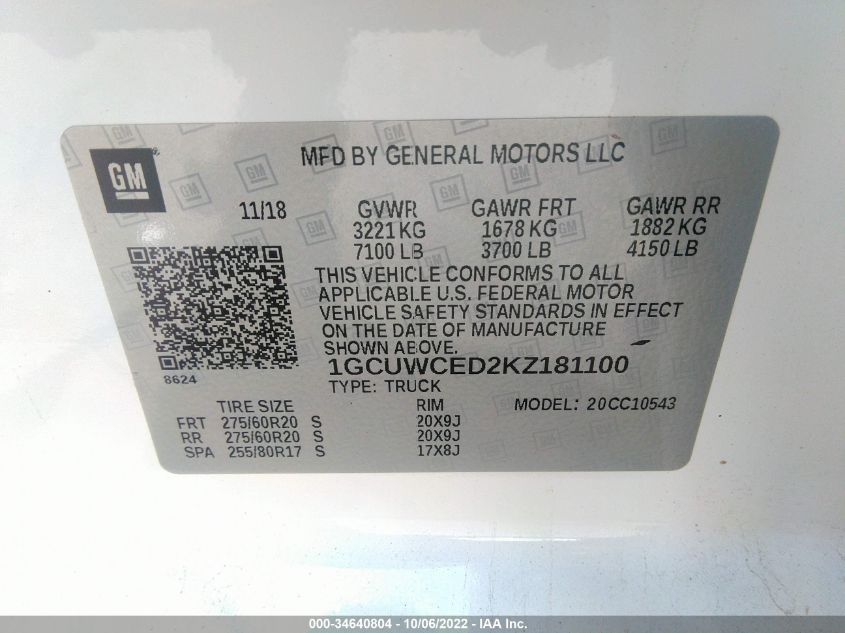 GM
MFD BY GENERAL MOTORS LLC
11/18 GVWR GAWR FRT GAWR RR
3221 KG 1678 KG 1882 KG
7100 LB 3700 LB 4150 LB
THIS VEHICLE CONFORMS TO ALL
APPLICABLE U.S. FEDERAL MOTOR
VEHICLE SAFETY STANDARDS IN EFFECT
ON THE DATE OF MANUFACTURE
SHOWN ABOVE.
8624
1GCUWCED2KZ181100
TYPE: TRUCK
TIRE SIZE RIM MODEL: 20CC10543
FRT 275/60R20 S 20X9J
RR 275/60R20 S 20X9J
SPA 255/80R17 S 17X8J
000-34640804 - 10/06/2022 - IAA Inc.